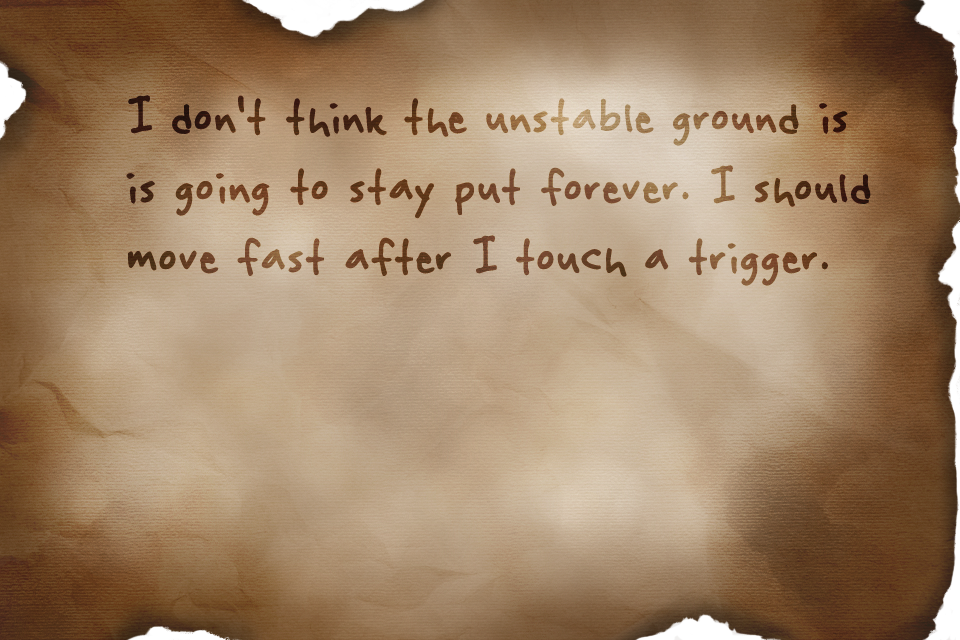 I don't think the unstable ground is
is going to stay put forever. I should
move fast after I touch a trigger.